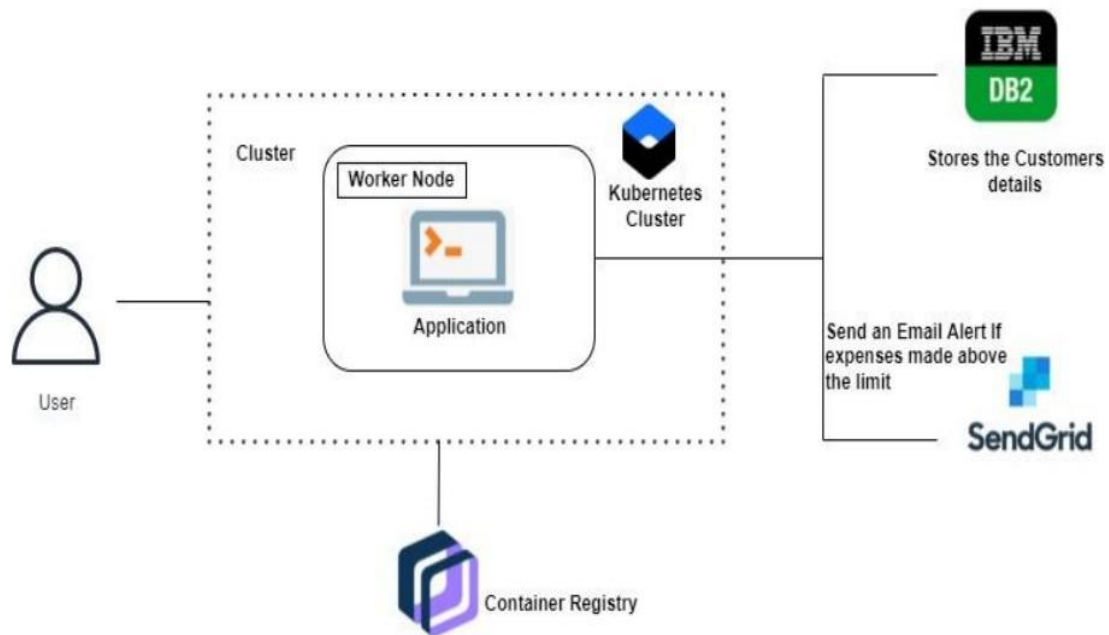 IBM
DB2
Stores the Customers
details
Cluster
Worker Node
Kubernetes
Cluster
Application
User
Send an Email Alert If
expenses made above
the limit
SendGrid
Container Registry